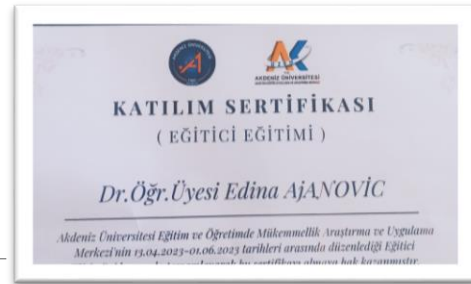 AKDENİZ ÜNİVERSİTESİ
KATILIM SERTİFİKASI
( EĞİTİCİ EĞİTİMİ )
Dr.Öğr.Üyesi Edina AjANOVİC
Akdeniz Üniversitesi Eğitim ve Öğretimde Mükemmellik Araştırma ve Uygulama
Merkezi'nin 13.04.2023-01.06.2023 tarihleri arasında düzenlediği Eğitici
bu sertifikayı almaya hak kazanmıştır.